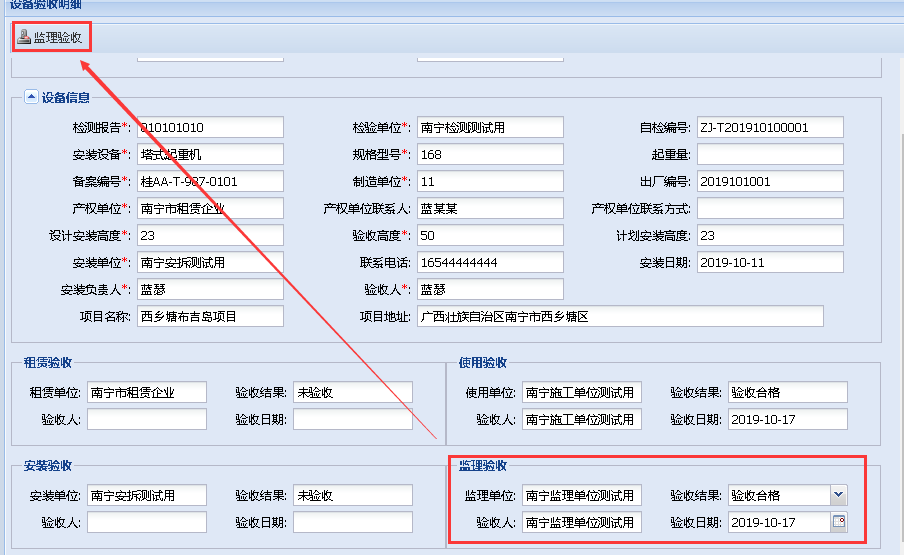 设备验收明细
监理验收
设备信息
检测报告*: 010101010 检验单位*: 南宁检测测试用 自检编号: ZJ-T201910100001
安装设备*: 塔式起重机 规格型号*: 168 起重量:
备案编号*: 桂AA-T-987-0101 制造单位*: 11 出厂编号: 2019101001
产权单位*: 南宁市租赁企业 产权单位联系人: 蓝某某 产权单位联系方式:
设计安装高度*: 23 验收高度*: 50 计划安装高度: 23
安装单位*: 南宁安拆测试用 联系电话: 16544444444 安装日期: 2019-10-11
安装负责人*: 蓝瑟 验收人*: 蓝瑟
项目名称: 西乡塘布吉岛项目 项目地址: 广西壮族自治区南宁市西乡塘区
租赁验收 使用验收
租赁单位: 南宁市租赁企业 验收结果: 未验收 使用单位: 南宁施工单位测试用 验收结果: 验收合格
验收人: 验收日期: 验收人: 南宁施工单位测试用 验收日期: 2019-10-17
安装验收 监理验收
安装单位: 南宁安拆测试用 验收结果: 未验收 监理单位: 南宁监理单位测试用 验收结果: 验收合格
验收人: 验收日期: 验收人: 南宁监理单位测试用 验收日期: 2019-10-17